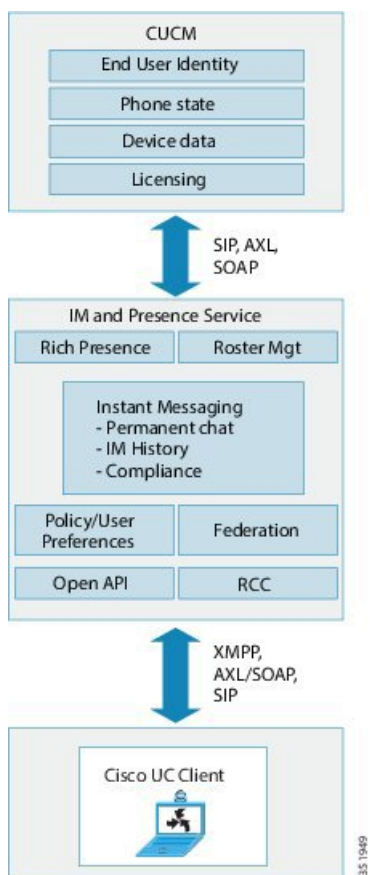 CUCM
End User Identity
Phone state
Device data
Licensing
SIP, AXL,
SOAP
IM and Presence Service
Rich Presence
Roster Mgt
Instant Messaging
- Permanent chat
- IM History
- Compliance
Policy/User
Preferences
Federation
Open API
RCC
XMPP,
AXL/SOAP,
SIP
Cisco UC Client
351949